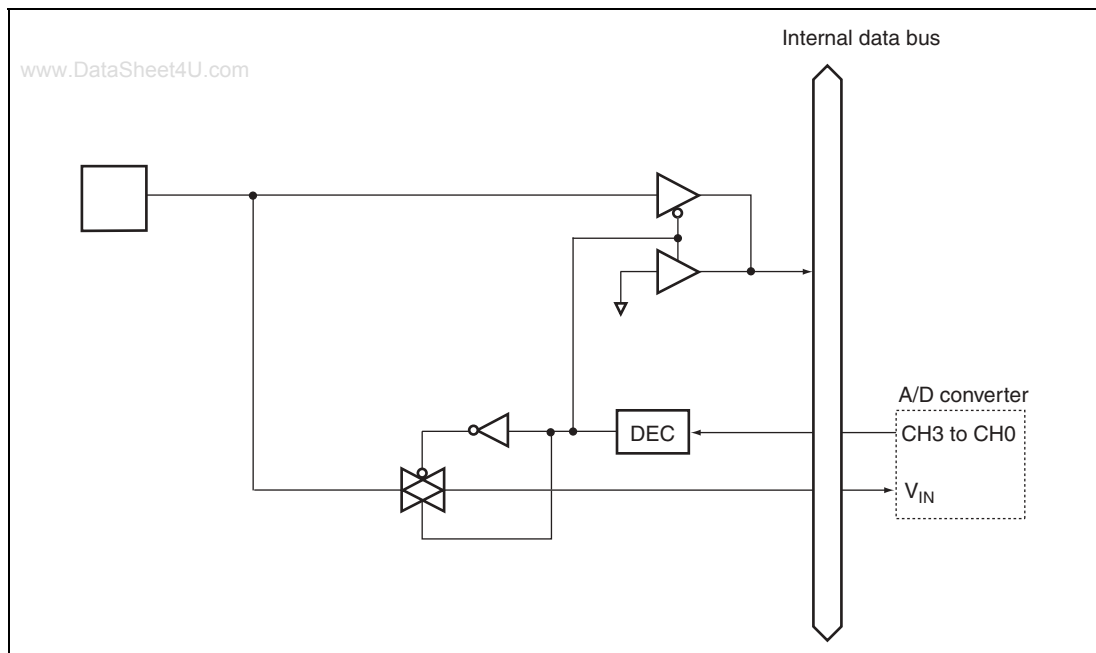 Internal data bus
www.DataSheet4U.com
A/D converter
DEC
CH3 to CH0
VIN